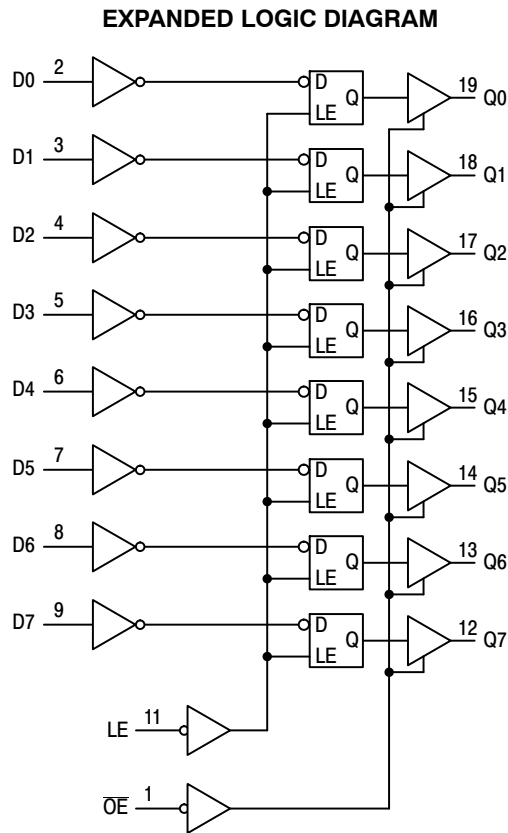 EXPANDED LOGIC DIAGRAM
D0 2 D Q LE 19 Q0
D1 3 D Q LE 18 Q1
D2 4 D Q LE 17 Q2
D3 5 D Q LE 16 Q3
D4 6 D Q LE 15 Q4
D5 7 D Q LE 14 Q5
D6 8 D Q LE 13 Q6
D7 9 D Q LE 12 Q7
LE 11
O̅E̅ 1